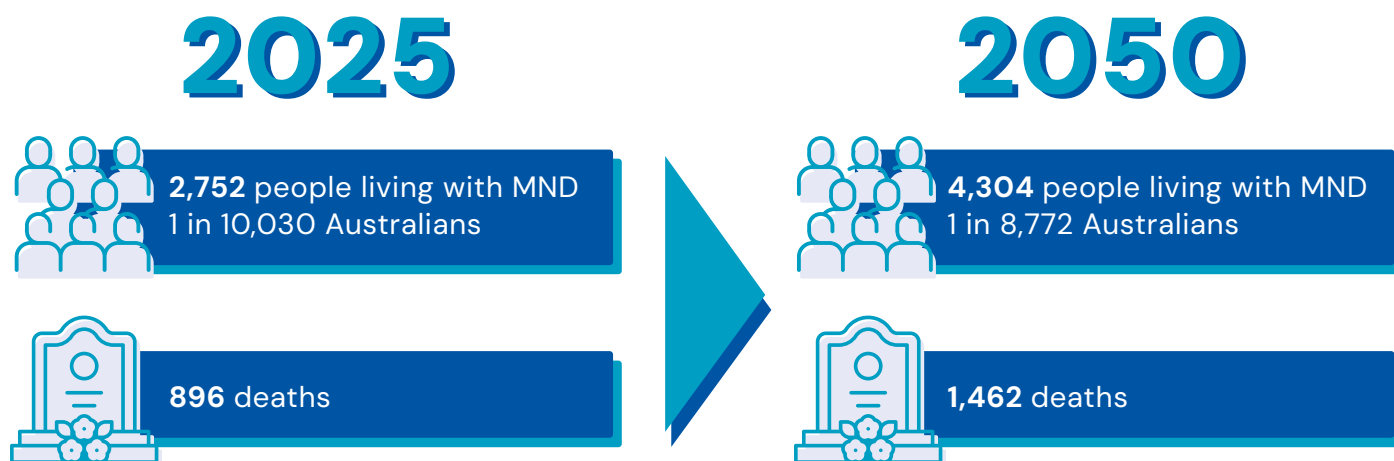 2025
2,752 people living with MND
1 in 10,030 Australians
896 deaths
2050
4,304 people living with MND
1 in 8,772 Australians
1,462 deaths